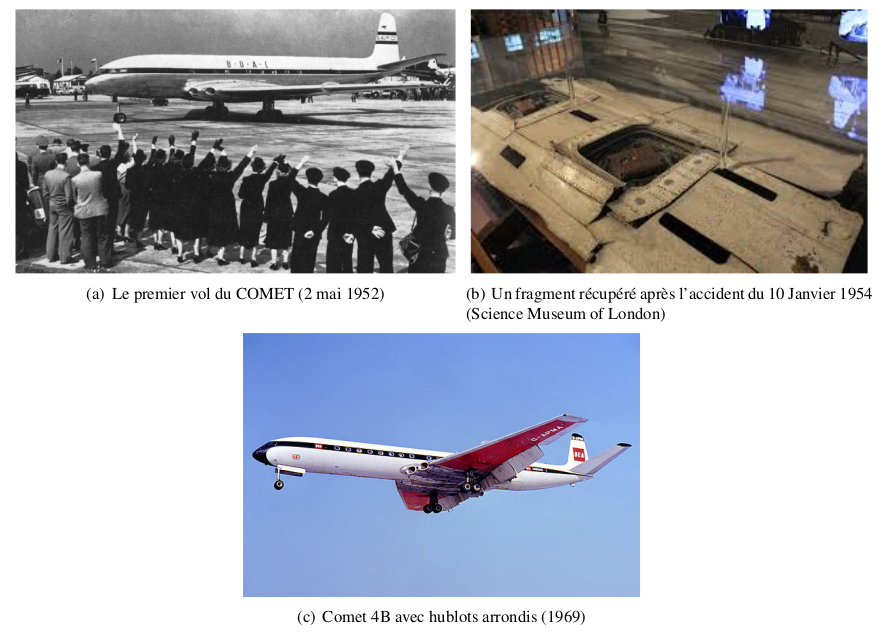 B·O·A·C
(a) Le premier vol du COMET (2 mai 1952)
(b) Un fragment récupéré après l'accident du 10 Janvier 1954
(Science Museum of London)
G-APMA
BEA
(c) Comet 4B avec hublots arrondis (1969)